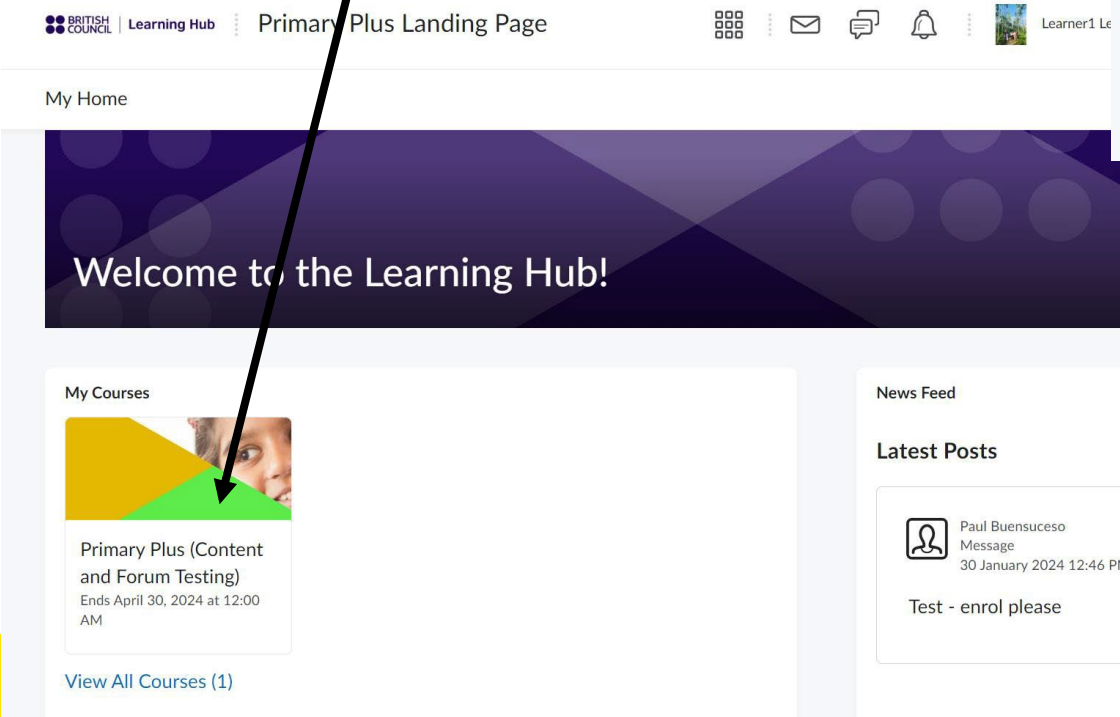 BRITISH
COUNCIL
Learning Hub
Primary Plus Landing Page
Learner1 Le
My Home
Welcome to the Learning Hub!
My Courses
Primary Plus (Content
and Forum Testing)
Ends April 30, 2024 at 12:00
AM
View All Courses (1)
News Feed
Latest Posts
Paul Buensuceso
Message
30 January 2024 12:46 PM
Test - enrol please